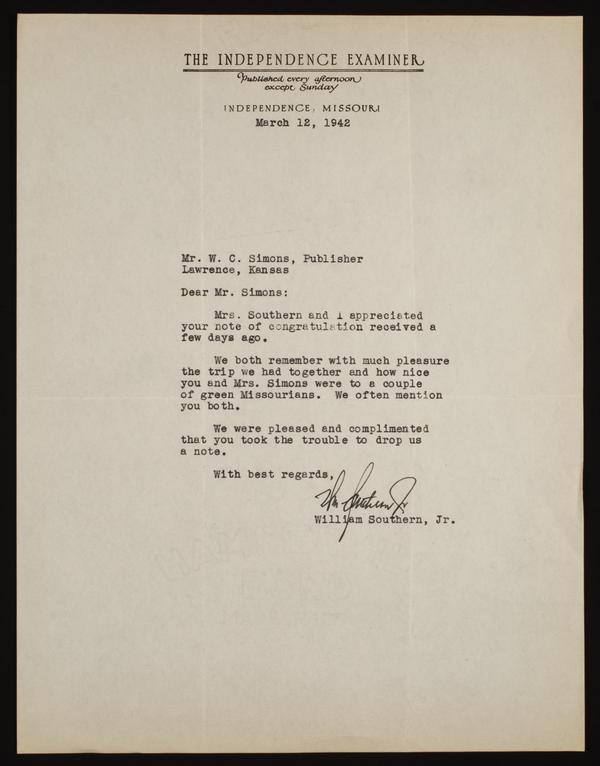 THE INDEPENDENCE EXAMINER
Published every afternoon
except Sunday
INDEPENDENCE, MISSOURI
March 12, 1942
Mr. W. C. Simons, Publisher
Lawrence, Kansas
Dear Mr. Simons:
Mrs. Southern and I appreciated
your note of congratulation received a
few days ago.
We both remember with much pleasure
the trip we had together and how nice
you and Mrs. Simons were to a couple
of green Missourians. We often mention
you both.
We were pleased and complimented
that you took the trouble to drop us
a note.
With best regards,
Wm Southern Jr
William Southern, Jr.